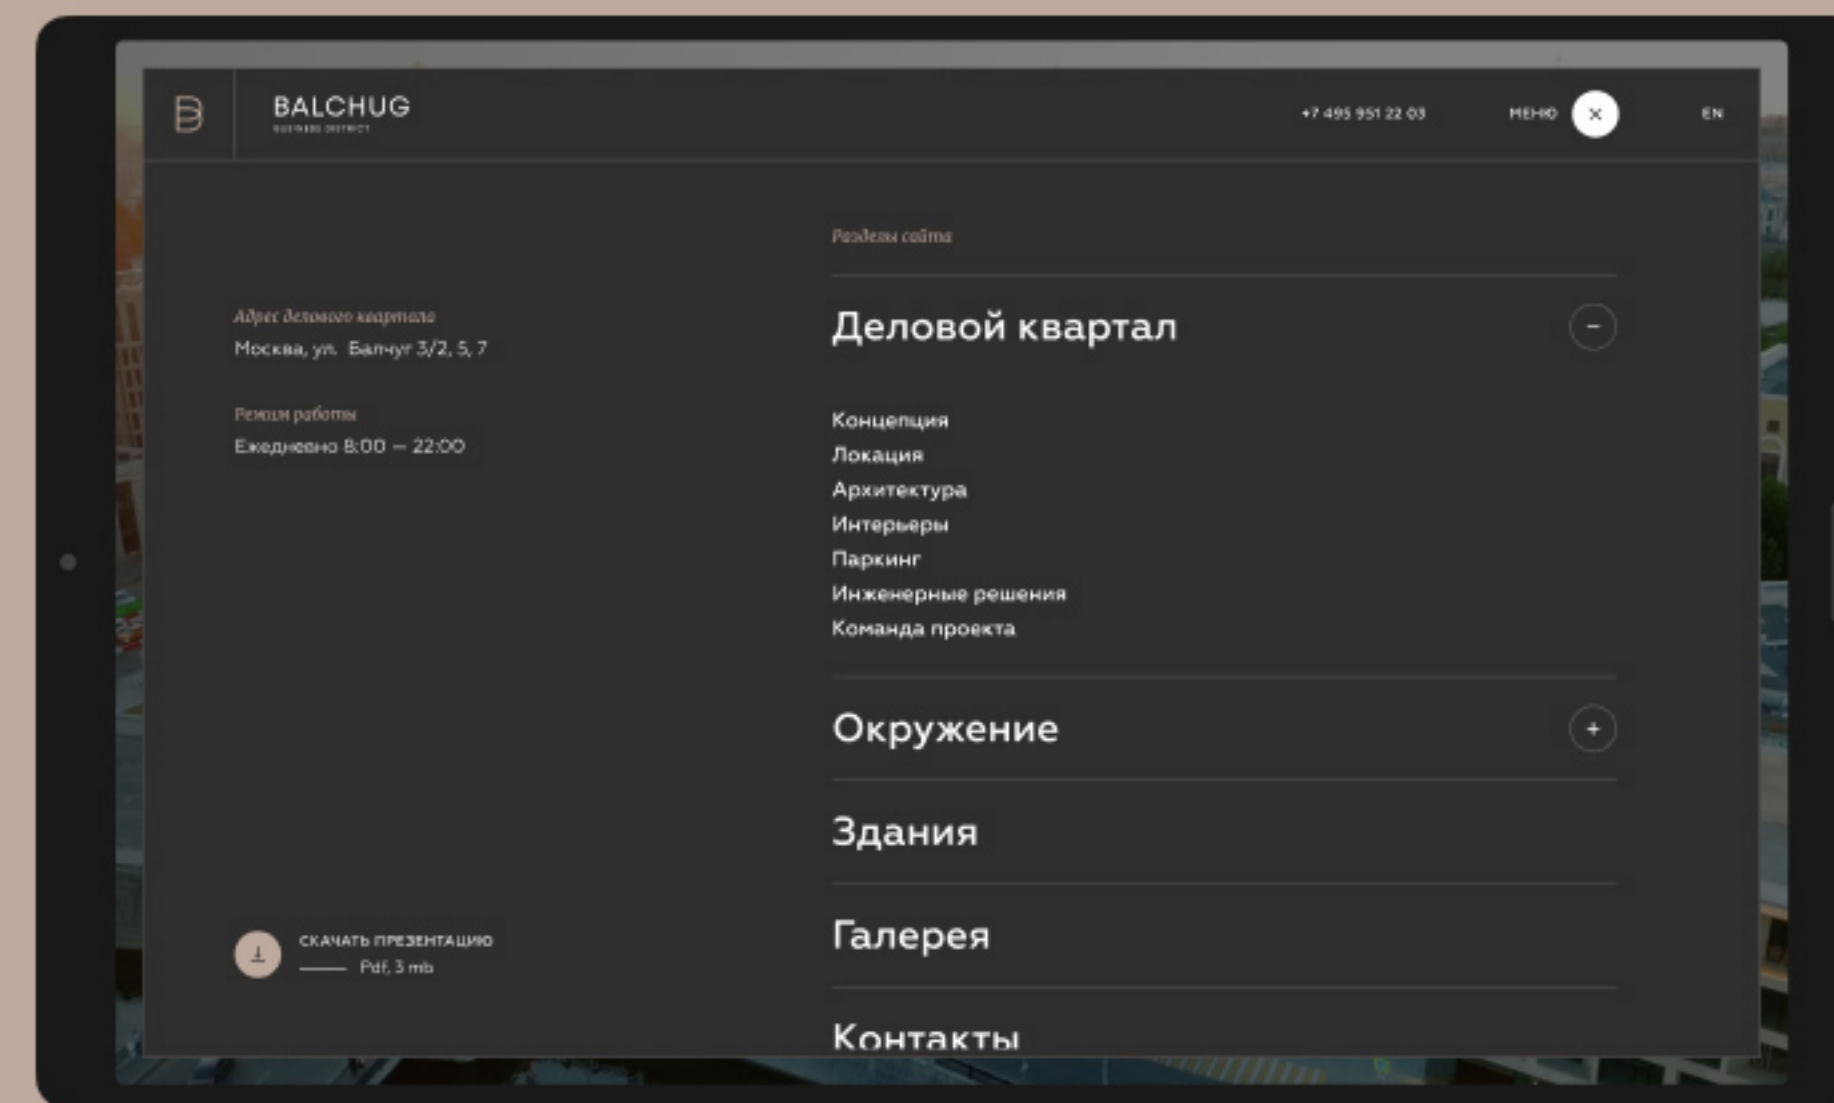 BALCHUG
BUSINESS DISTRICT
+7 495 951 22 03
МЕНЮ
EN
Разделы сайта
Адрес делового квартала
Москва, ул. Балчуг 3/2, 5, 7
Режим работы
Ежедневно 8:00 — 22:00
СКАЧАТЬ ПРЕЗЕНТАЦИЮ
Pdf, 3 mb
Деловой квартал
Концепция
Локация
Архитектура
Интерьеры
Паркинг
Инженерные решения
Команда проекта
Окружение
Здания
Галерея
Контакты